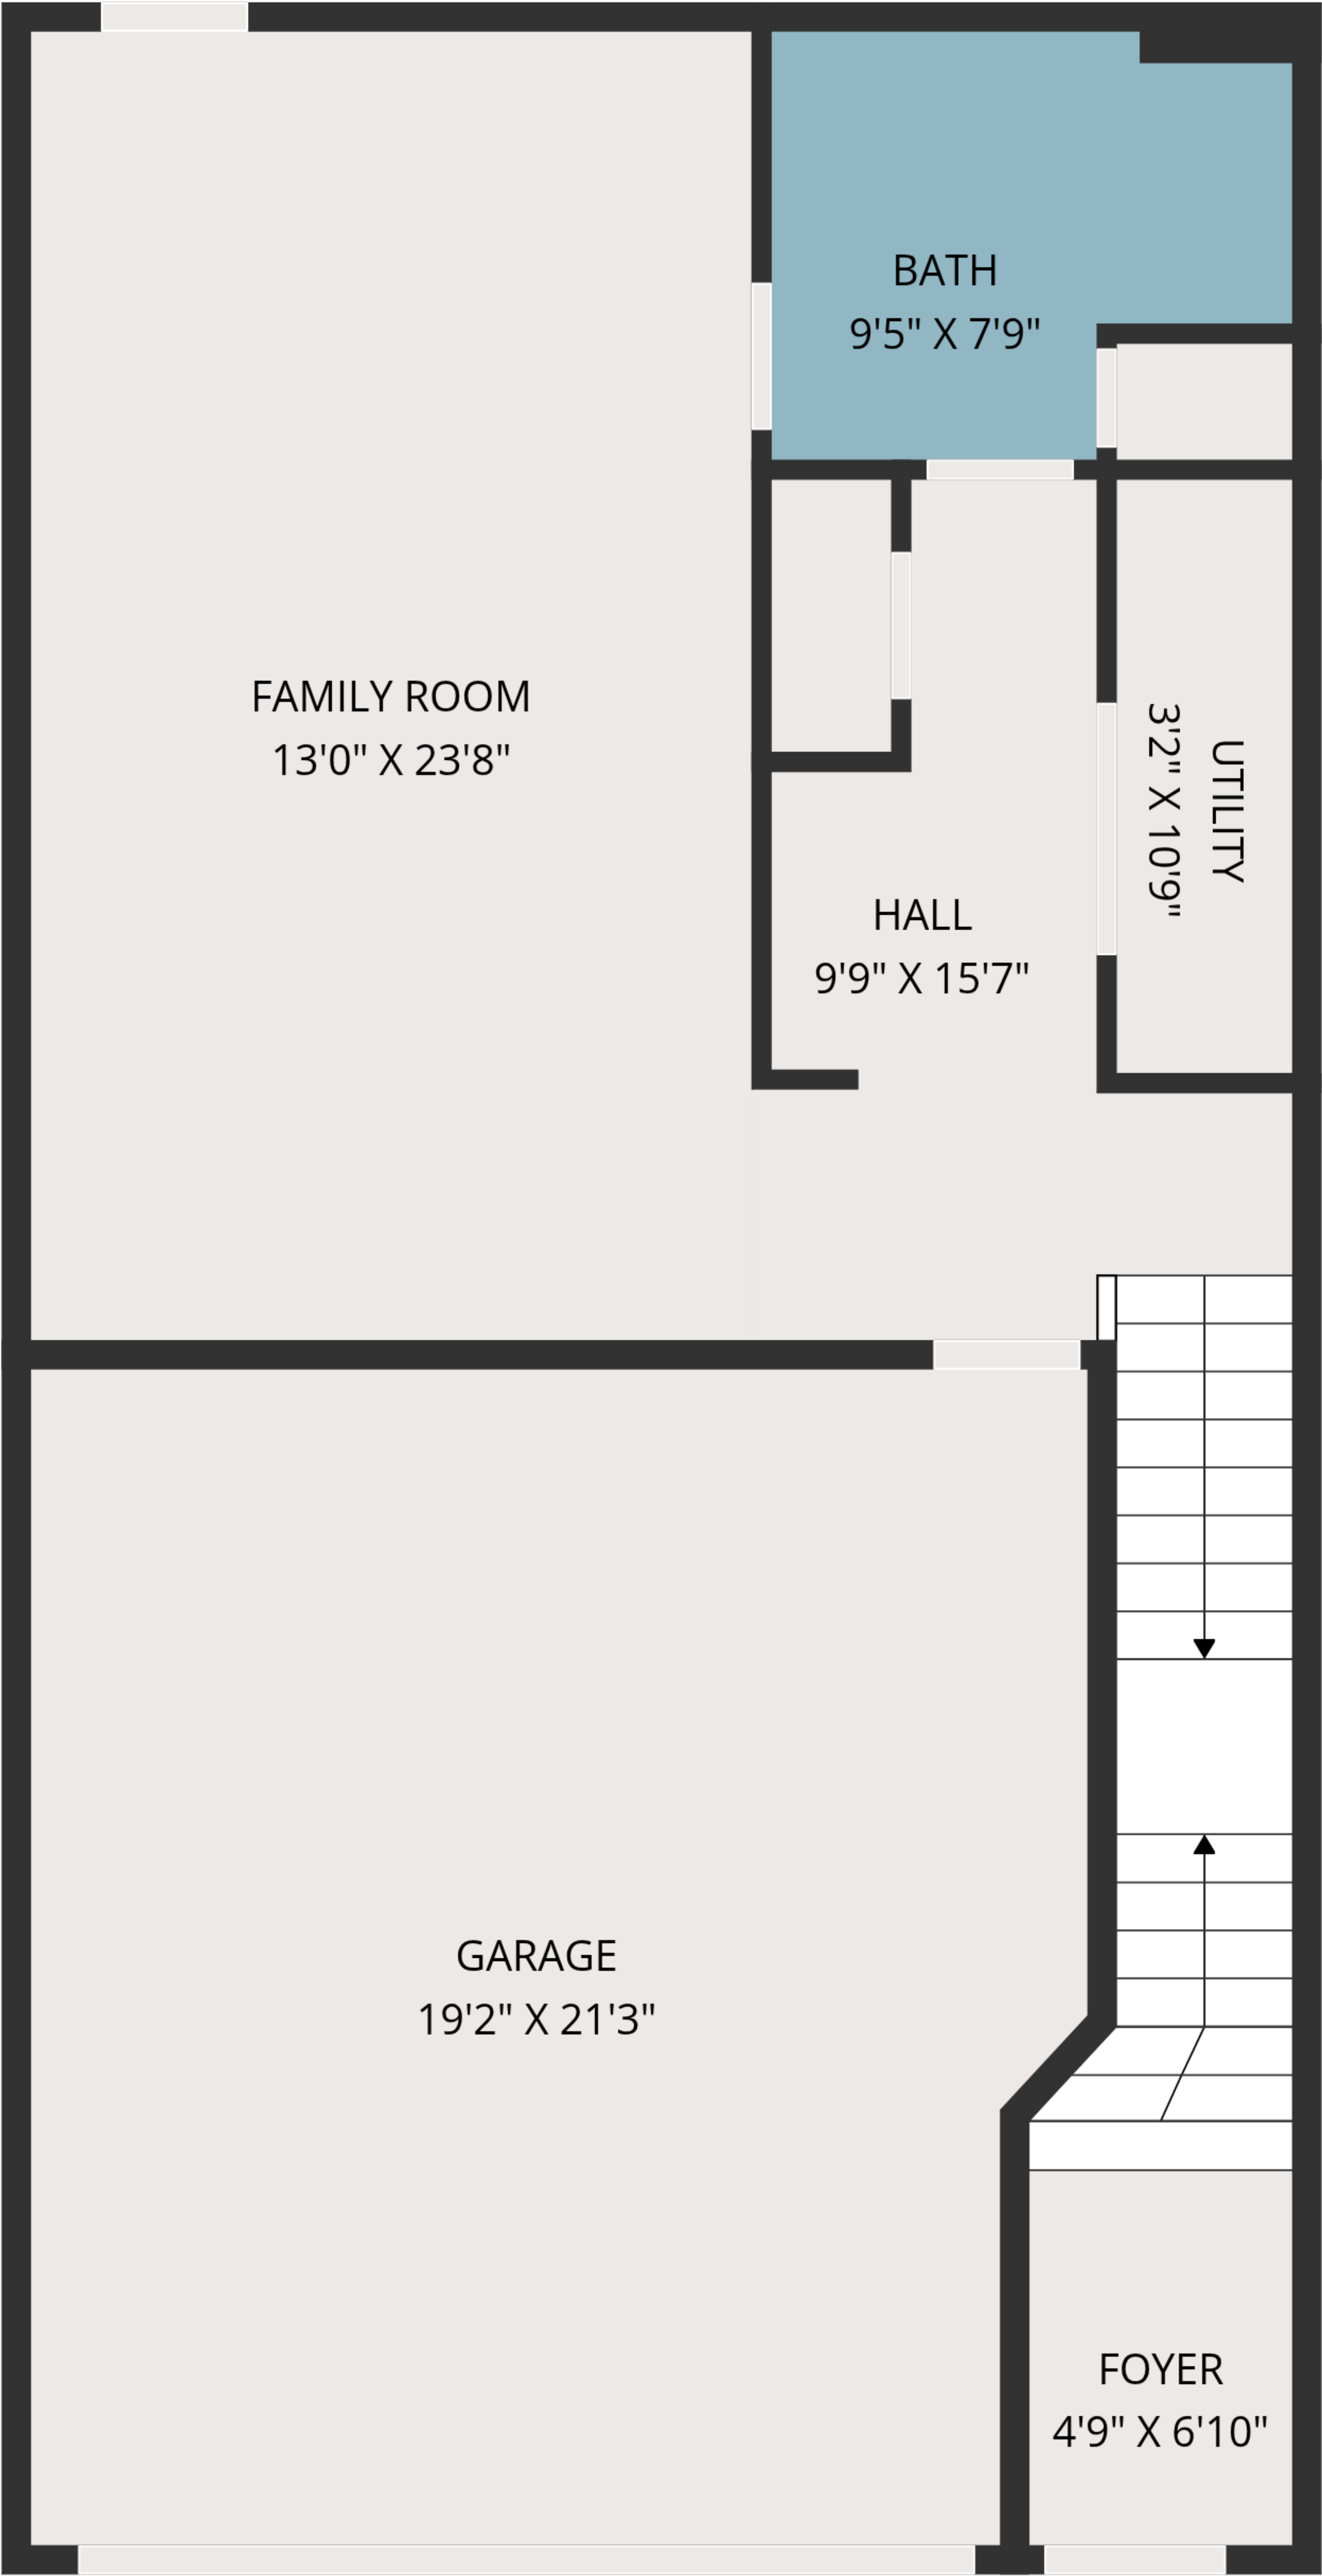 BATH
9'5" X 7'9"
FAMILY ROOM
13'0" X 23'8"
UTILITY
3'2" X 10'9"
HALL
9'9" X 15'7"
GARAGE
19'2" X 21'3"
FOYER
4'9" X 6'10"